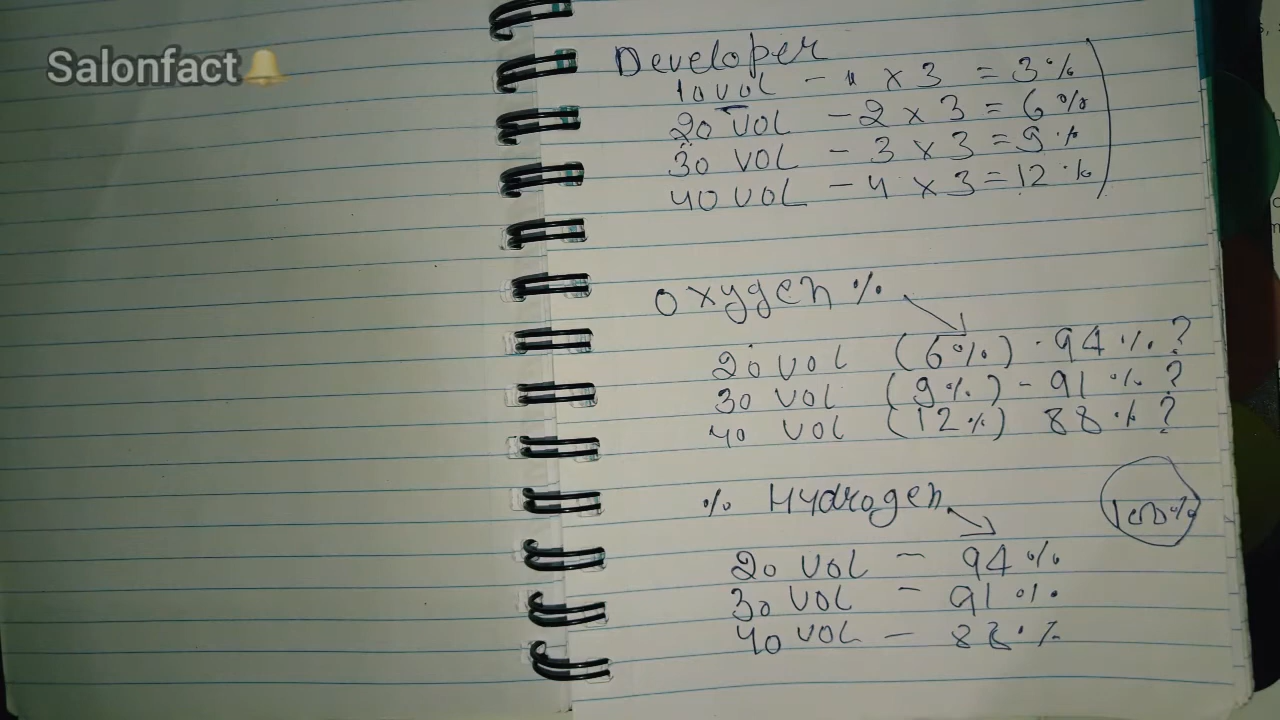 Salonfact🔔
Developer
10 VOL - 1 x 3 = 3%
20 VOL - 2 x 3 = 6%
30 VOL - 3 x 3 = 9%
40 VOL - 4 x 3 = 12%
Oxygen %
20 VOL (6%) - 94%?
30 VOL (9%) - 91%?
40 VOL (12%) 88%?
% Hydrogen
100%
20 VOL - 94%
30 VOL - 91%
40 VOL - 88%